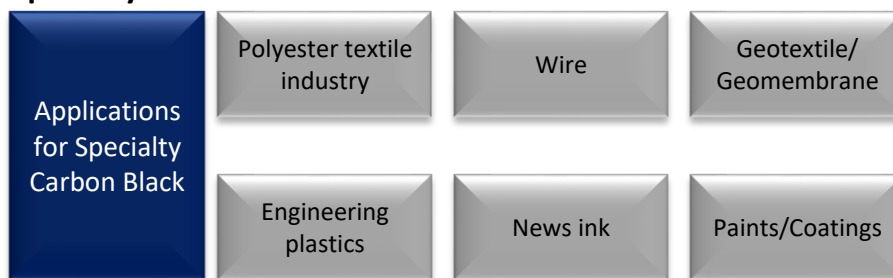 Applications
for Specialty
Carbon Black
Polyester textile
industry
Wire
Geotextile/
Geomembrane
Engineering
plastics
News ink
Paints/Coatings